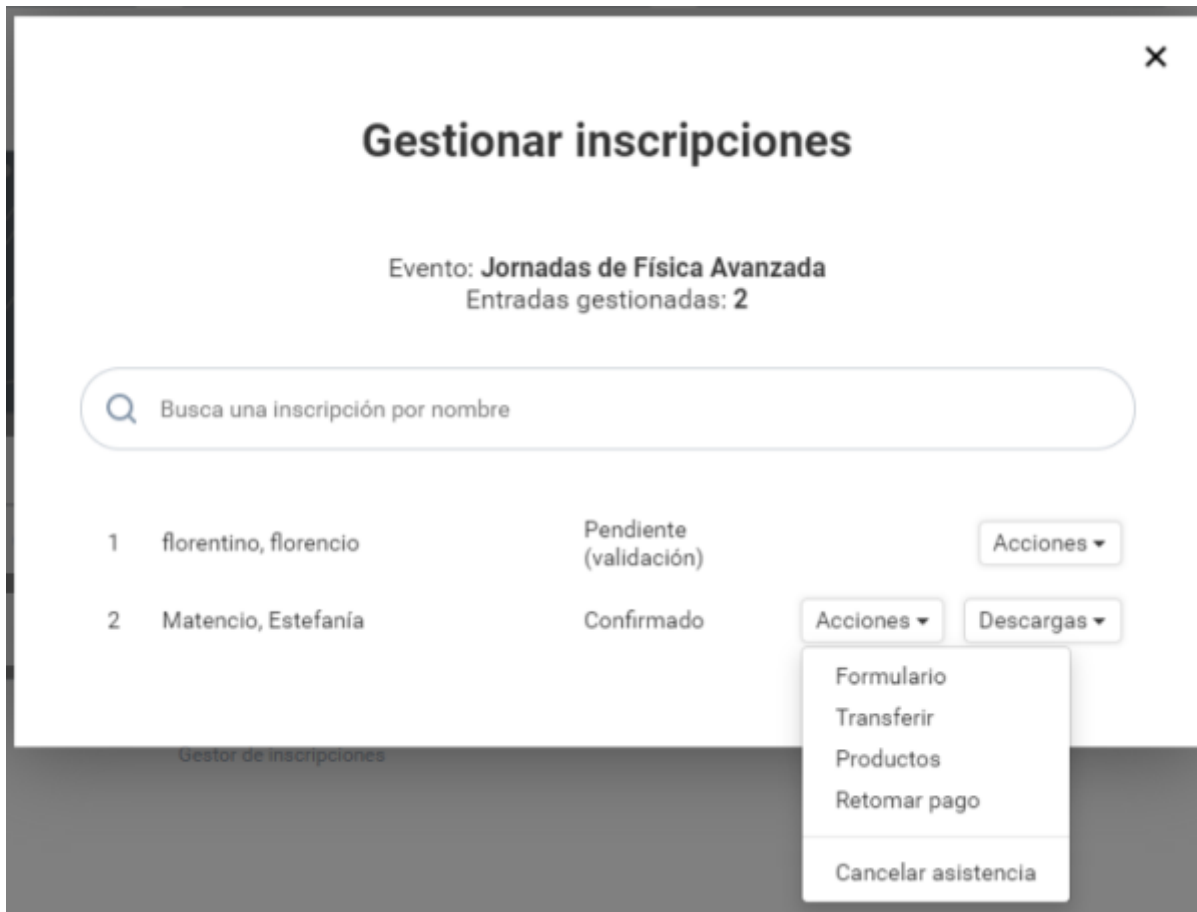 Gestionar inscripciones
Evento: Jornadas de Física Avanzada
Entradas gestionadas: 2
Busca una inscripción por nombre
1 florentino, florencio Pendiente (validación) Acciones
2 Matencio, Estefanía Confirmado Acciones Descargas
Formulario
Transferir
Gestor de inscripciones
Productos
Retomar pago
Cancelar asistencia